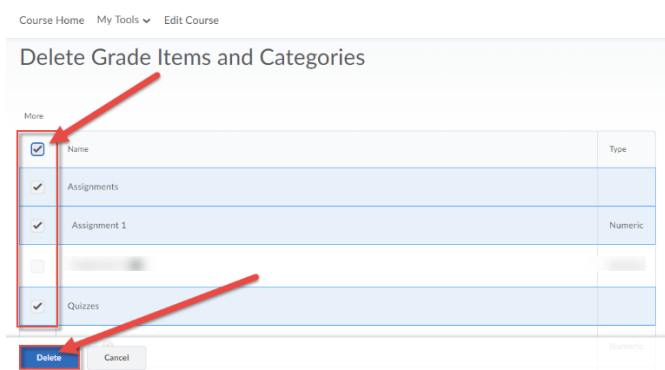 Course Home My Tools Edit Course
Delete Grade Items and Categories
More
Name Type
Assignments
Assignment 1 Numeric
Quizzes
Numeric
Delete Cancel